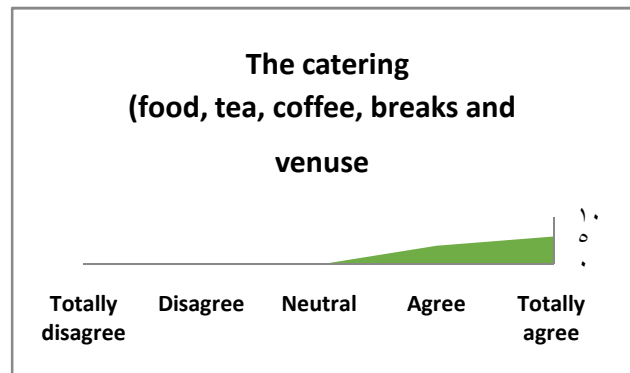 The catering
(food, tea, coffee, breaks and
venuse
١٠
٥
٠
Totally disagree
Disagree
Neutral
Agree
Totally agree